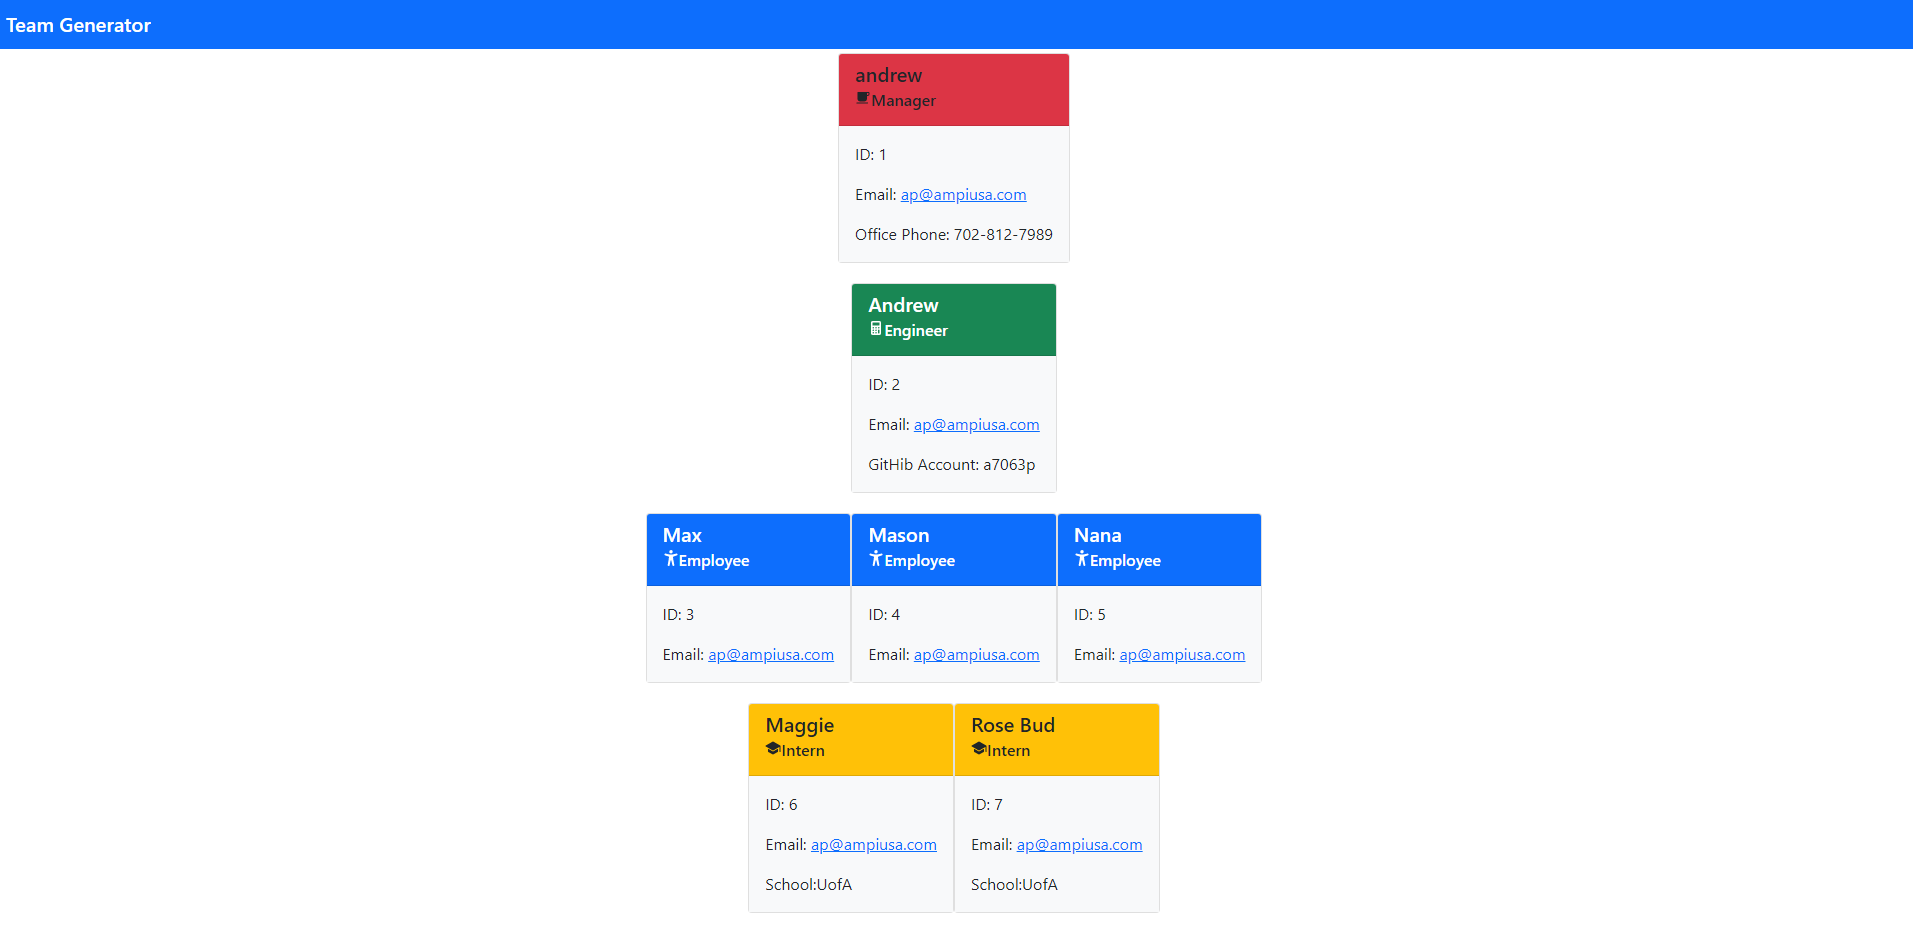 Team Generator
andrew
Manager
ID: 1
Email: ap@ampiusa.com
Office Phone: 702-812-7989
Andrew
Engineer
ID: 2
Email: ap@ampiusa.com
GitHib Account: a7063p
Max
Employee
ID: 3
Email: ap@ampiusa.com
Mason
Employee
ID: 4
Email: ap@ampiusa.com
Nana
Employee
ID: 5
Email: ap@ampiusa.com
Maggie
Intern
ID: 6
Email: ap@ampiusa.com
School:UofA
Rose Bud
Intern
ID: 7
Email: ap@ampiusa.com
School:UofA